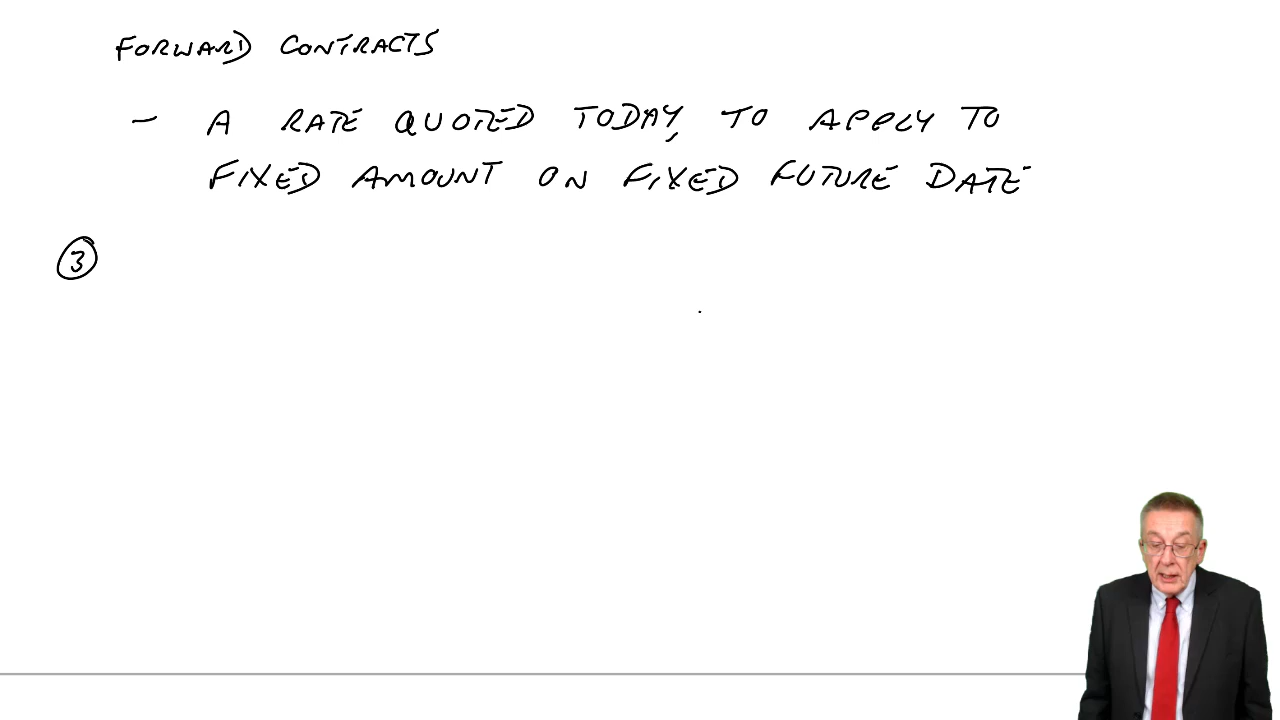 FORWARD CONTRACTS
- A RATE QUOTED TODAY, TO APPLY TO
FIXED AMOUNT ON FIXED FUTURE DATE
3